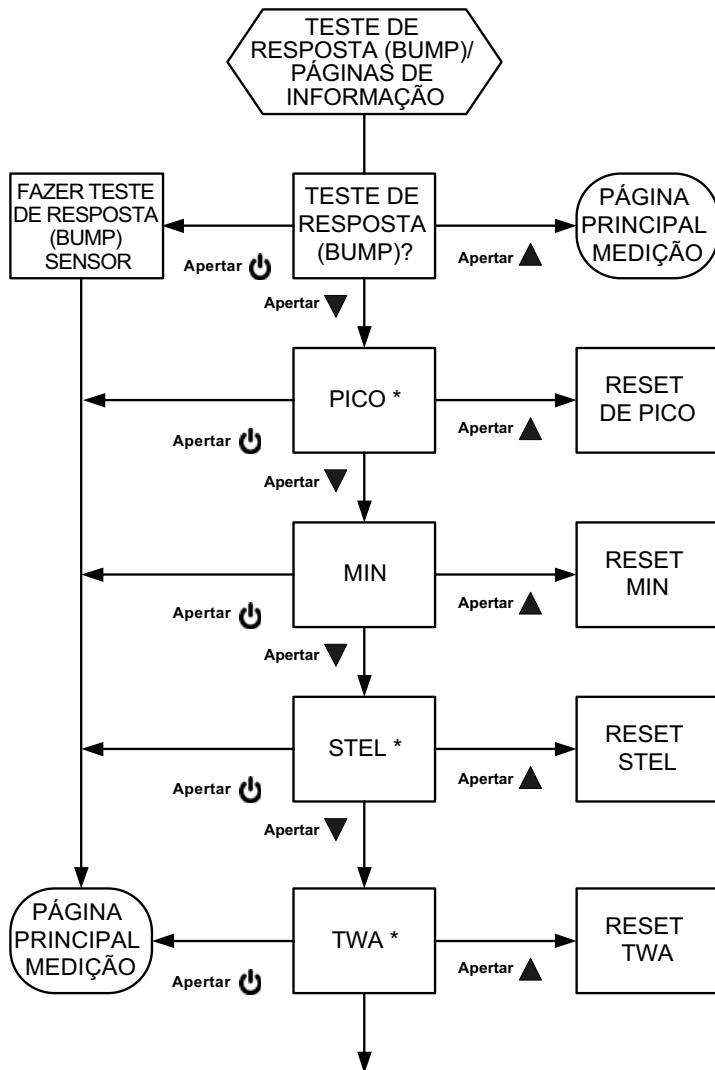 TESTE DE
RESPOSTA (BUMP)/
PÁGINAS DE
INFORMAÇÃO
FAZER TESTE
DE RESPOSTA
(BUMP)
SENSOR
Apertar
TESTE DE
RESPOSTA
(BUMP)?
Apertar
PÁGINA
PRINCIPAL
MEDIÇÃO
Apertar
PICO *
Apertar
Apertar
RESET
DE PICO
Apertar
MIN
Apertar
Apertar
RESET
MIN
Apertar
STEL *
Apertar
Apertar
RESET
STEL
Apertar
PÁGINA
PRINCIPAL
MEDIÇÃO
Apertar
TWA *
Apertar
RESET
TWA